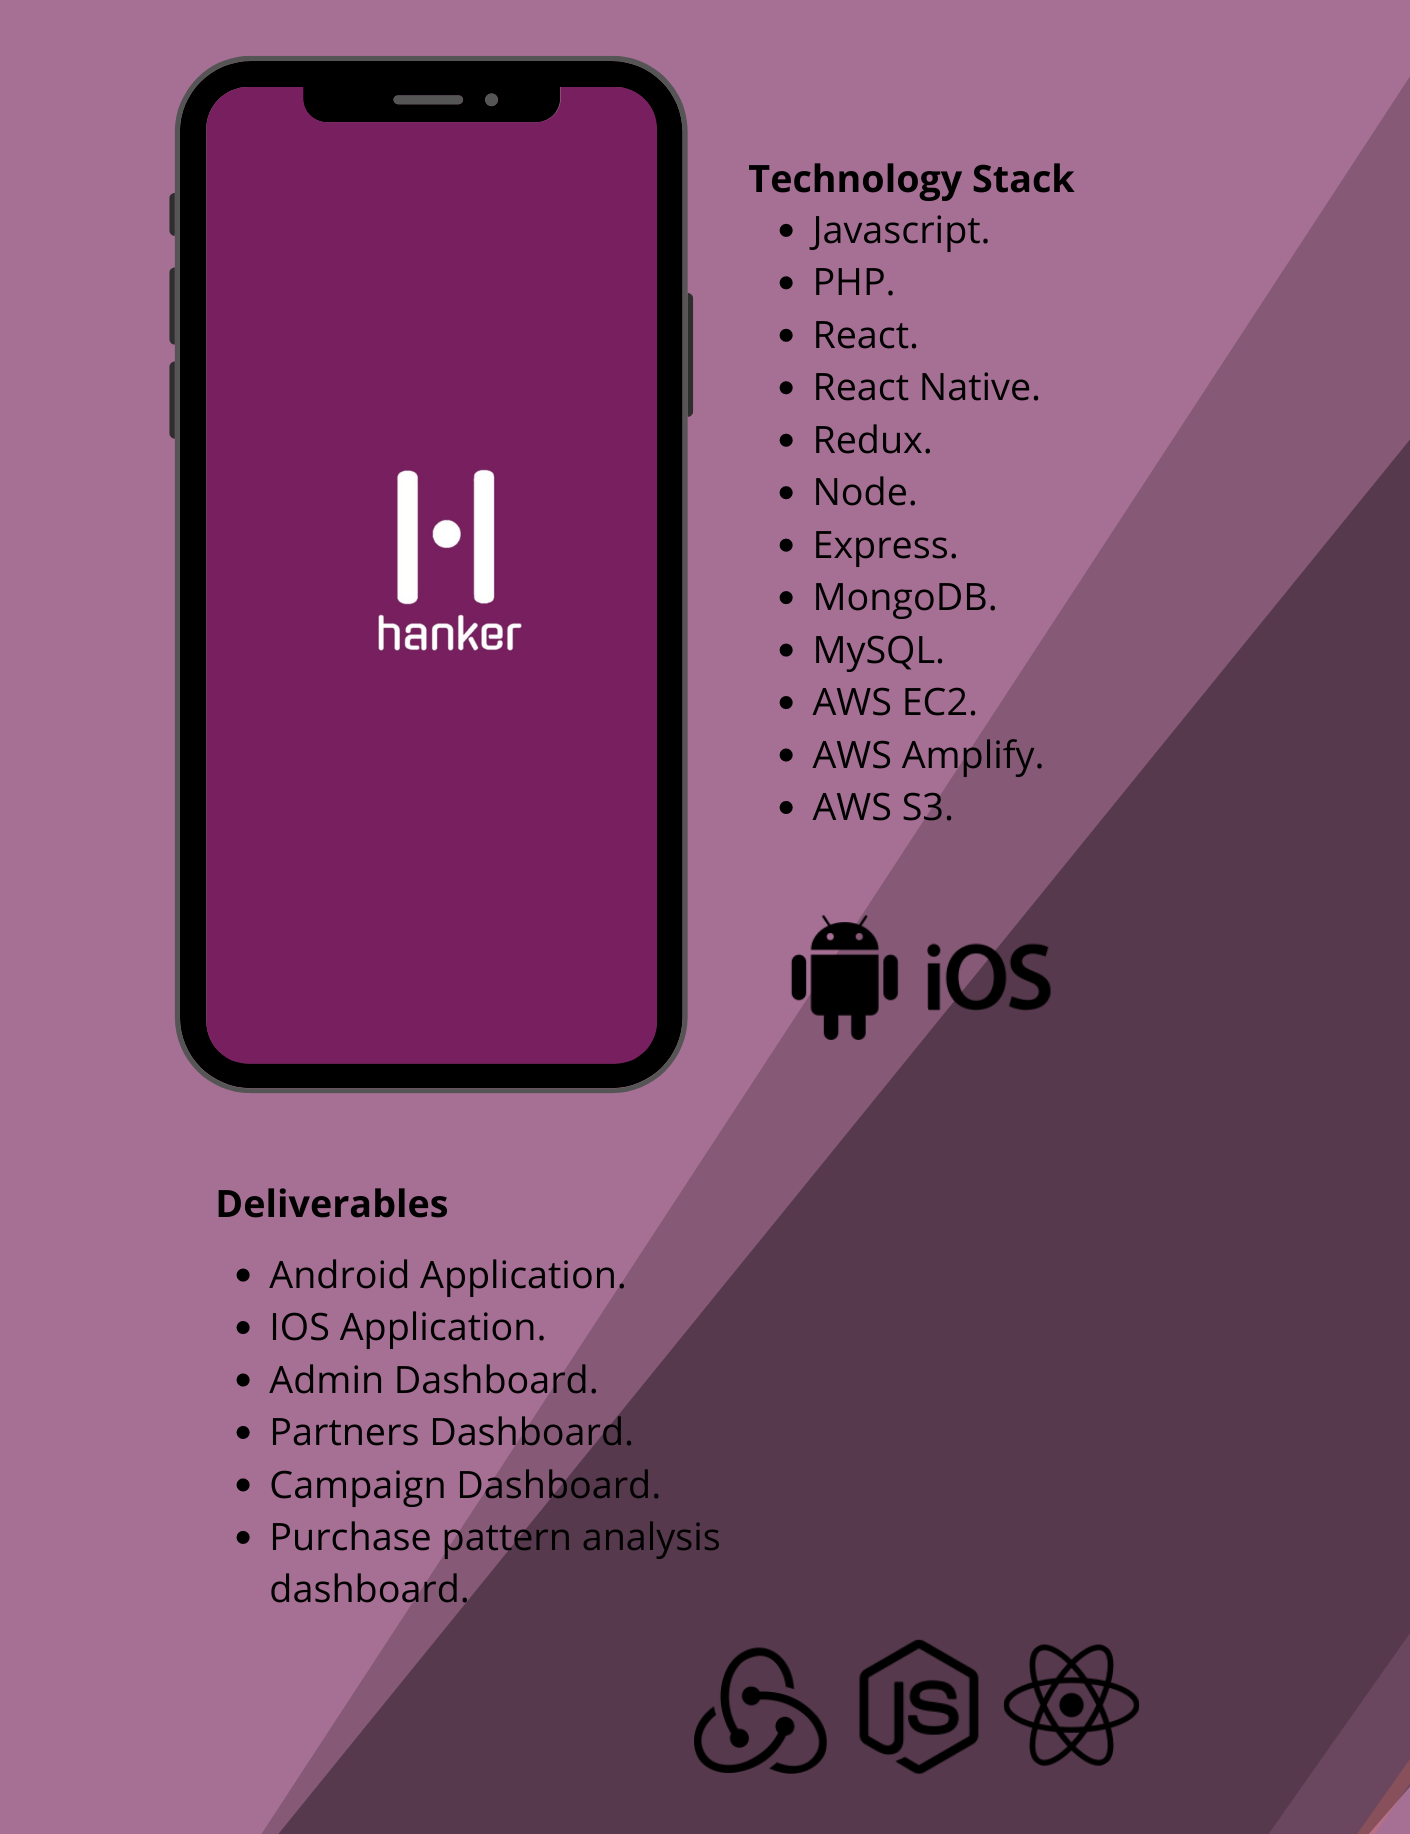 Technology Stack
Javascript.
PHP.
React.
React Native.
Redux.
Node.
Express.
MongoDB.
MySQL.
AWS EC2.
AWS Amplify.
AWS S3.
hanker
iOS
Deliverables
Android Application.
IOS Application.
Admin Dashboard.
Partners Dashboard.
Campaign Dashboard.
Purchase pattern analysis
dashboard.
JS